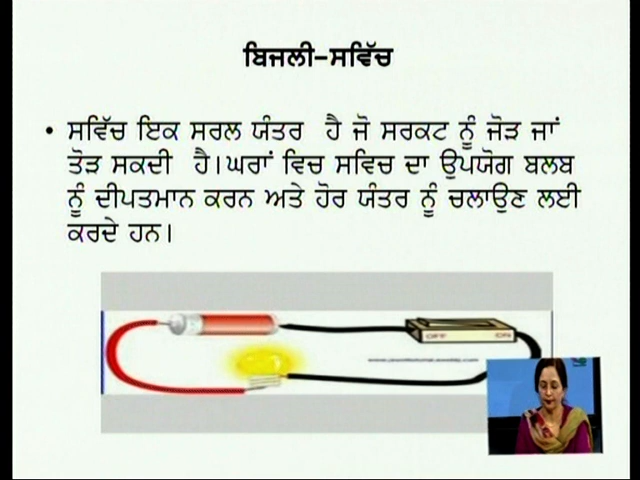 ਬਿਜਲੀ-ਸਵਿੱਚ
• ਸਵਿੱਚ ਇਕ ਸਰਲ ਯੰਤਰ ਹੈ ਜੋ ਸਰਕਟ ਨੂੰ ਜੋੜ ਜਾਂ
ਤੋੜ ਸਕਦੀ ਹੈ।ਘਰਾਂ ਵਿਚ ਸਵਿਚ ਦਾ ਉਪਯੋਗ ਬਲਬ
ਨੂੰ ਦੀਪਤਮਾਨ ਕਰਨ ਅਤੇ ਹੋਰ ਯੰਤਰ ਨੂੰ ਚਲਾਉਣ ਲਈ
ਕਰਦੇ ਹਨ।
OFF ON